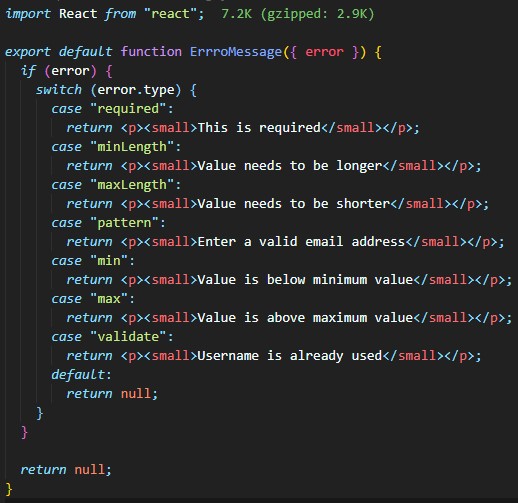 import React from "react";  7.2K (gzipped: 2.9K)
export default function ErrroMessage({ error }) {
if (error) {
switch (error.type) {
case "required":
return <p><small>This is required</small></p>;
case "minLength":
return <p><small>Value needs to be longer</small></p>;
case "maxLength":
return <p><small>Value needs to be shorter</small></p>;
case "pattern":
return <p><small>Enter a valid email address</small></p>;
case "min":
return <p><small>Value is below minimum value</small></p>;
case "max":
return <p><small>Value is above maximum value</small></p>;
case "validate":
return <p><small>Username is already used</small></p>;
default:
return null;
}
}
return null;
}